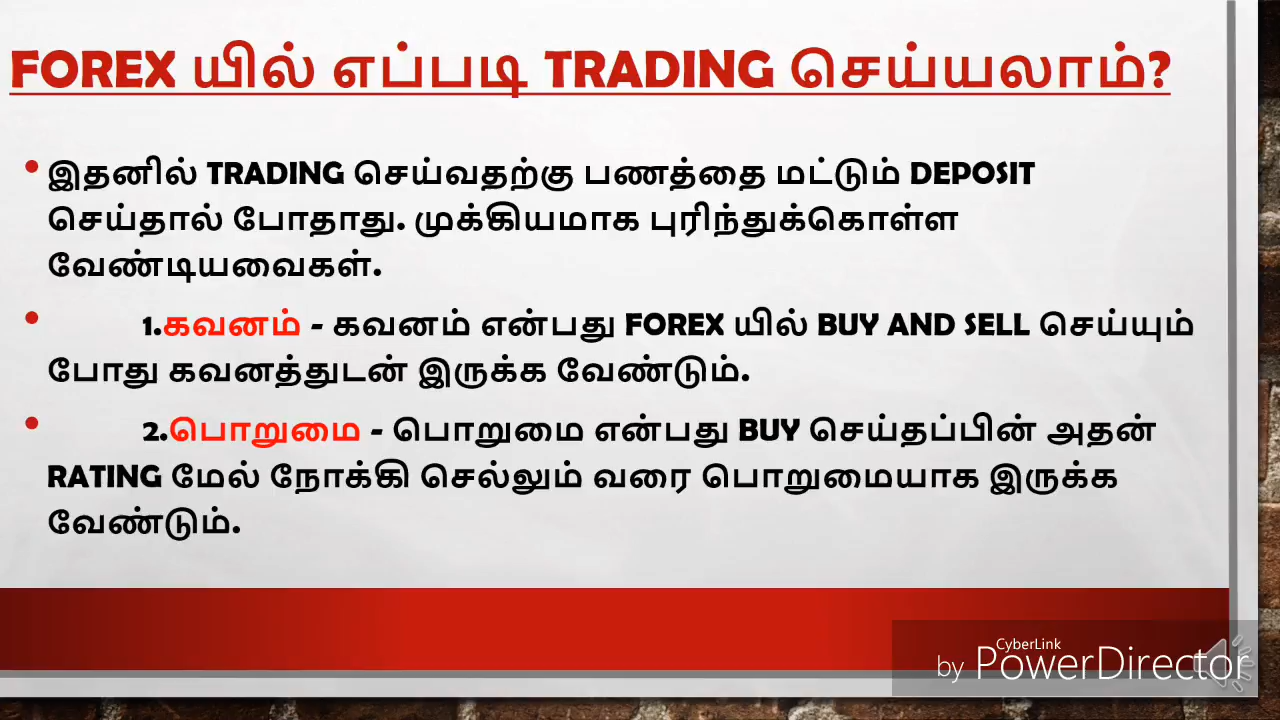 FOREX யில் எப்படி TRADING செய்யலாம்?
• இதனில் TRADING செய்வதற்கு பணத்தை மட்டும் DEPOSIT
செய்தால் போதாது. முக்கியமாக புரிந்துக்கொள்ள
வேண்டியவைகள்.
• 1.கவனம் - கவனம் என்பது FOREX யில் BUY AND SELL செய்யும்
போது கவனத்துடன் இருக்க வேண்டும்.
• 2.பொறுமை - பொறுமை என்பது BUY செய்தப்பின் அதன்
RATING மேல் நோக்கி செல்லும் வரை பொறுமையாக இருக்க
வேண்டும்.
CyberLink
by PowerDirector